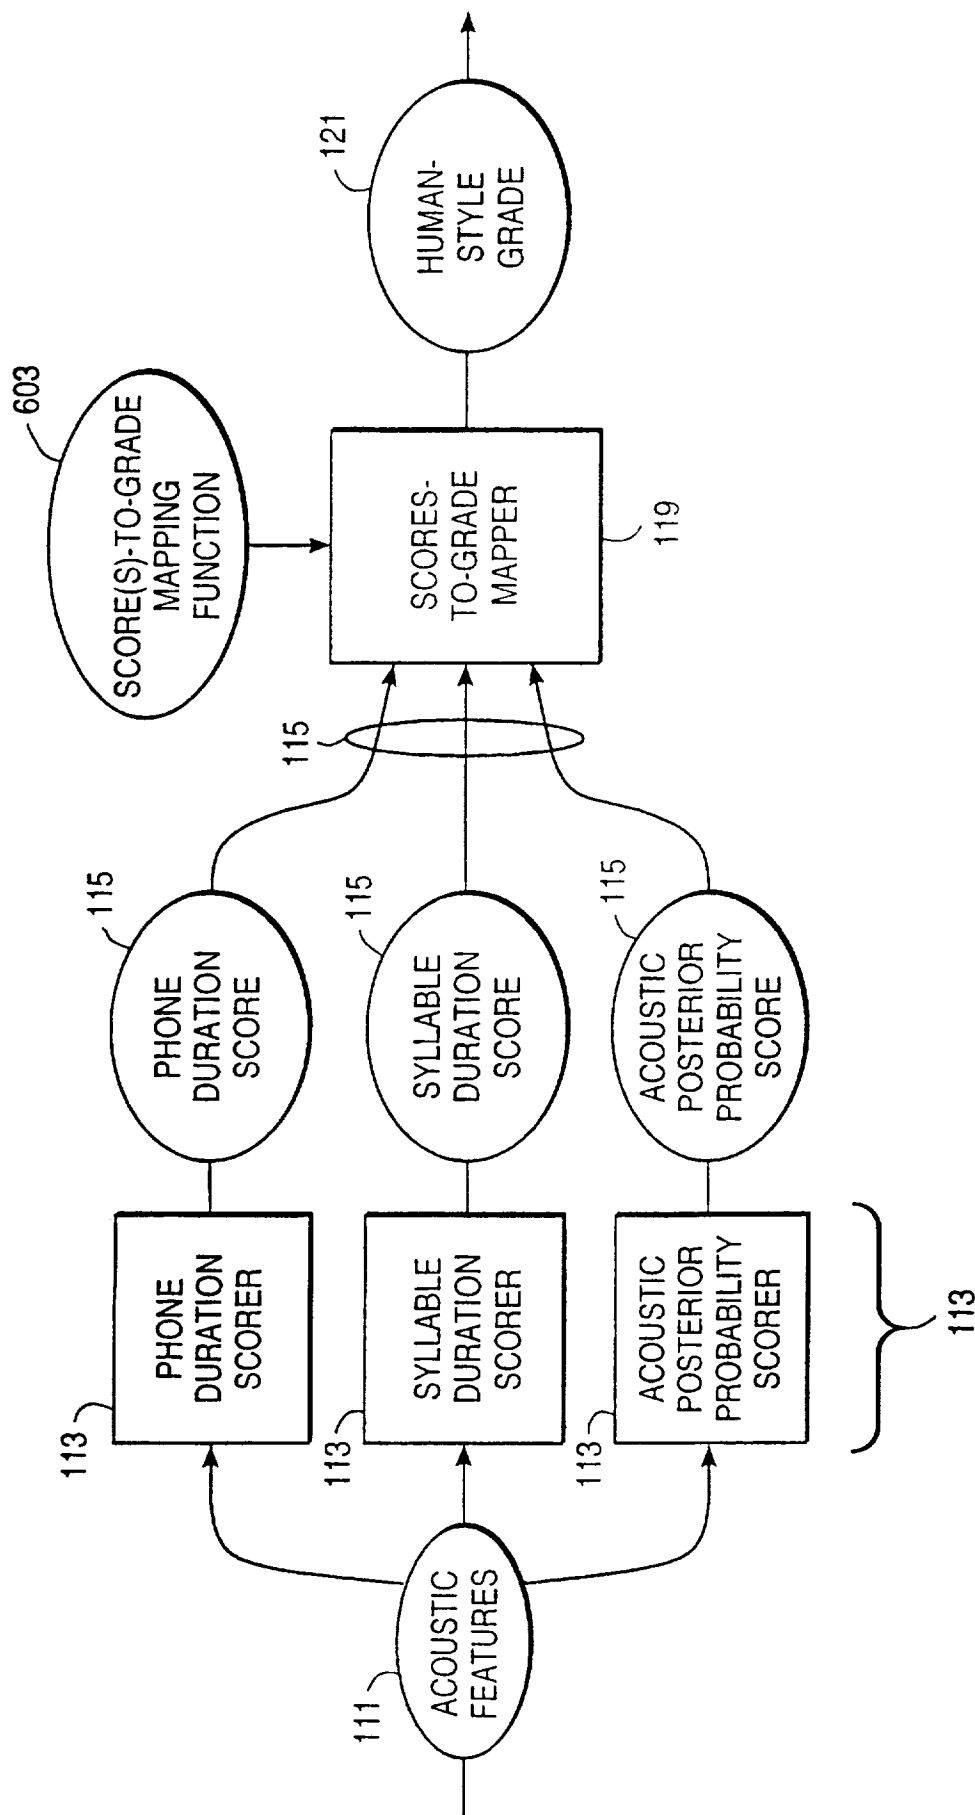 111
ACOUSTIC
FEATURES
113
PHONE
DURATION
SCORER
113
SYLLABLE
DURATION
SCORER
113
ACOUSTIC
POSTERIOR
PROBABILITY
SCORER
113
115
PHONE
DURATION
SCORE
115
SYLLABLE
DURATION
SCORE
115
ACOUSTIC
POSTERIOR
PROBABILITY
SCORE
115
603
SCORE(S)-TO-GRADE
MAPPING
FUNCTION
SCORES-
TO-GRADE
MAPPER
119
121
HUMAN-
STYLE
GRADE